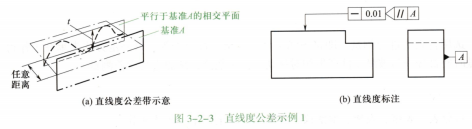 t
平行于基准A的相交平面
基准A
任意
距离
— 0.01 // A
A
(a) 直线度公差带示意
(b) 直线度标注
图 3-2-3 直线度公差示例 1